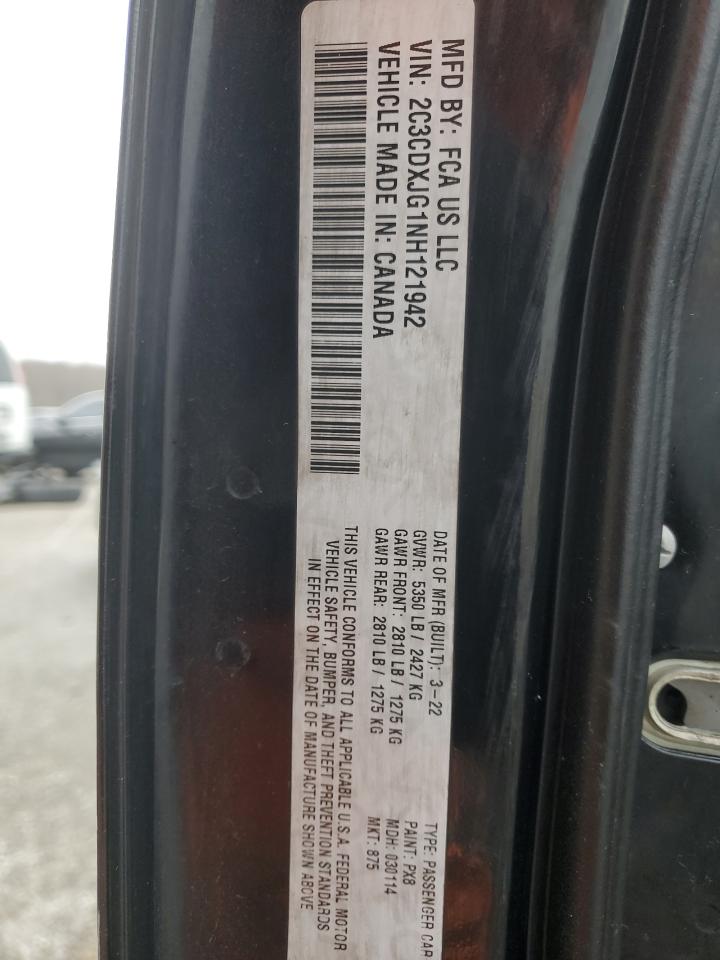 MFD BY: FCA US LLC
VIN: 2C3CDXJG1NH121942
VEHICLE MADE IN: CANADA
DATE OF MFR (BUILT): 3-22
GVWR: 5350 LB / 2427 KG
GAWR FRONT: 2810 LB / 1275 KG
GAWR REAR: 2810 LB / 1275 KG
THIS VEHICLE CONFORMS TO ALL APPLICABLE U.S.A. FEDERAL MOTOR
VEHICLE SAFETY, BUMPER, AND THEFT PREVENTION STANDARDS
IN EFFECT ON THE DATE OF MANUFACTURE SHOWN ABOVE
TYPE: PASSENGER CAR
PAINT: PX8
MDH: 030114
MKT: 875